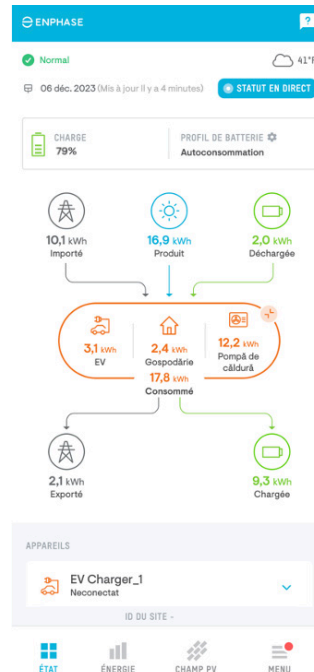 ENPHASE
?
Normal
41°F
06 déc. 2023 (Mis à jour Il y a 4 minutes)
STATUT EN DIRECT
CHARGE
79%
PROFIL DE BATTERIE
Autoconsommation
10,1 kWh
Importé
16,9 kWh
Produit
2,0 kWh
Déchargée
3,1 kWh
EV
2,4 kWh
Gospodărie
12,2 kWh
Pompă de
căldură
17,8 kWh
Consommé
2,1 kWh
Exporté
9,3 kWh
Chargée
APPAREILS
EV Charger_1
Neconectat
ID DU SITE -
ÉTAT
ÉNERGIE
CHAMP PV
MENU